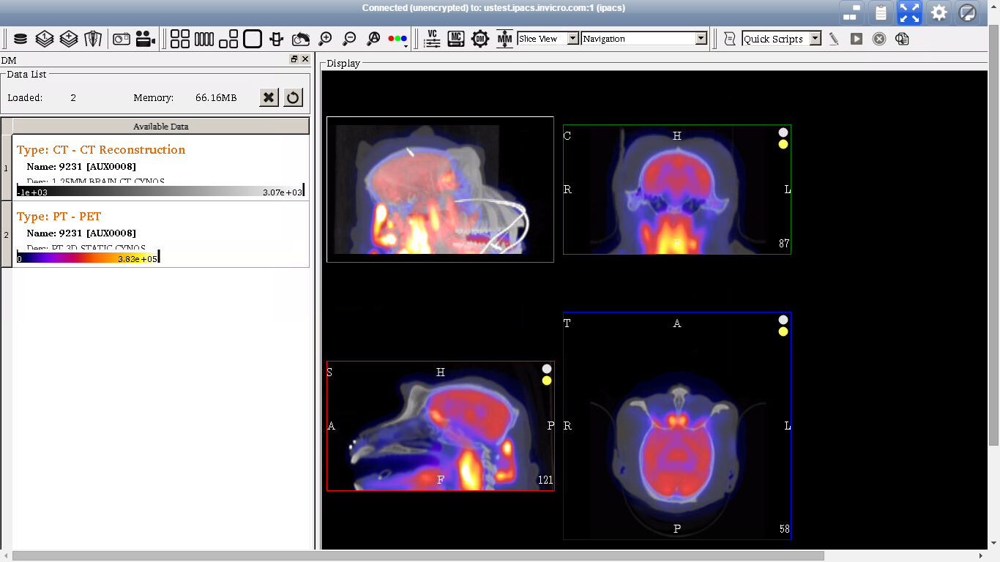 Connected (unencrypted) to: ustest.ipacs.invicro.com:1 (ipacs)
VC MC DM MM Slice View Navigation Quick Scripts
DM
Data List
Loaded: 2 Memory: 66.16MB
Available Data
1
Type: CT - CT Reconstruction
Name: 9231 [AUX0008]
Desc: 1.25MM BRAIN CT CYNOS
-1e+03 3.07e+03
2
Type: PT - PET
Name: 9231 [AUX0008]
Desc: PT 3D STATIC CYNOS
0 3.83e+05
Display
C H
R L
F 87
S H
A P
F 121
T A
R L
P 58